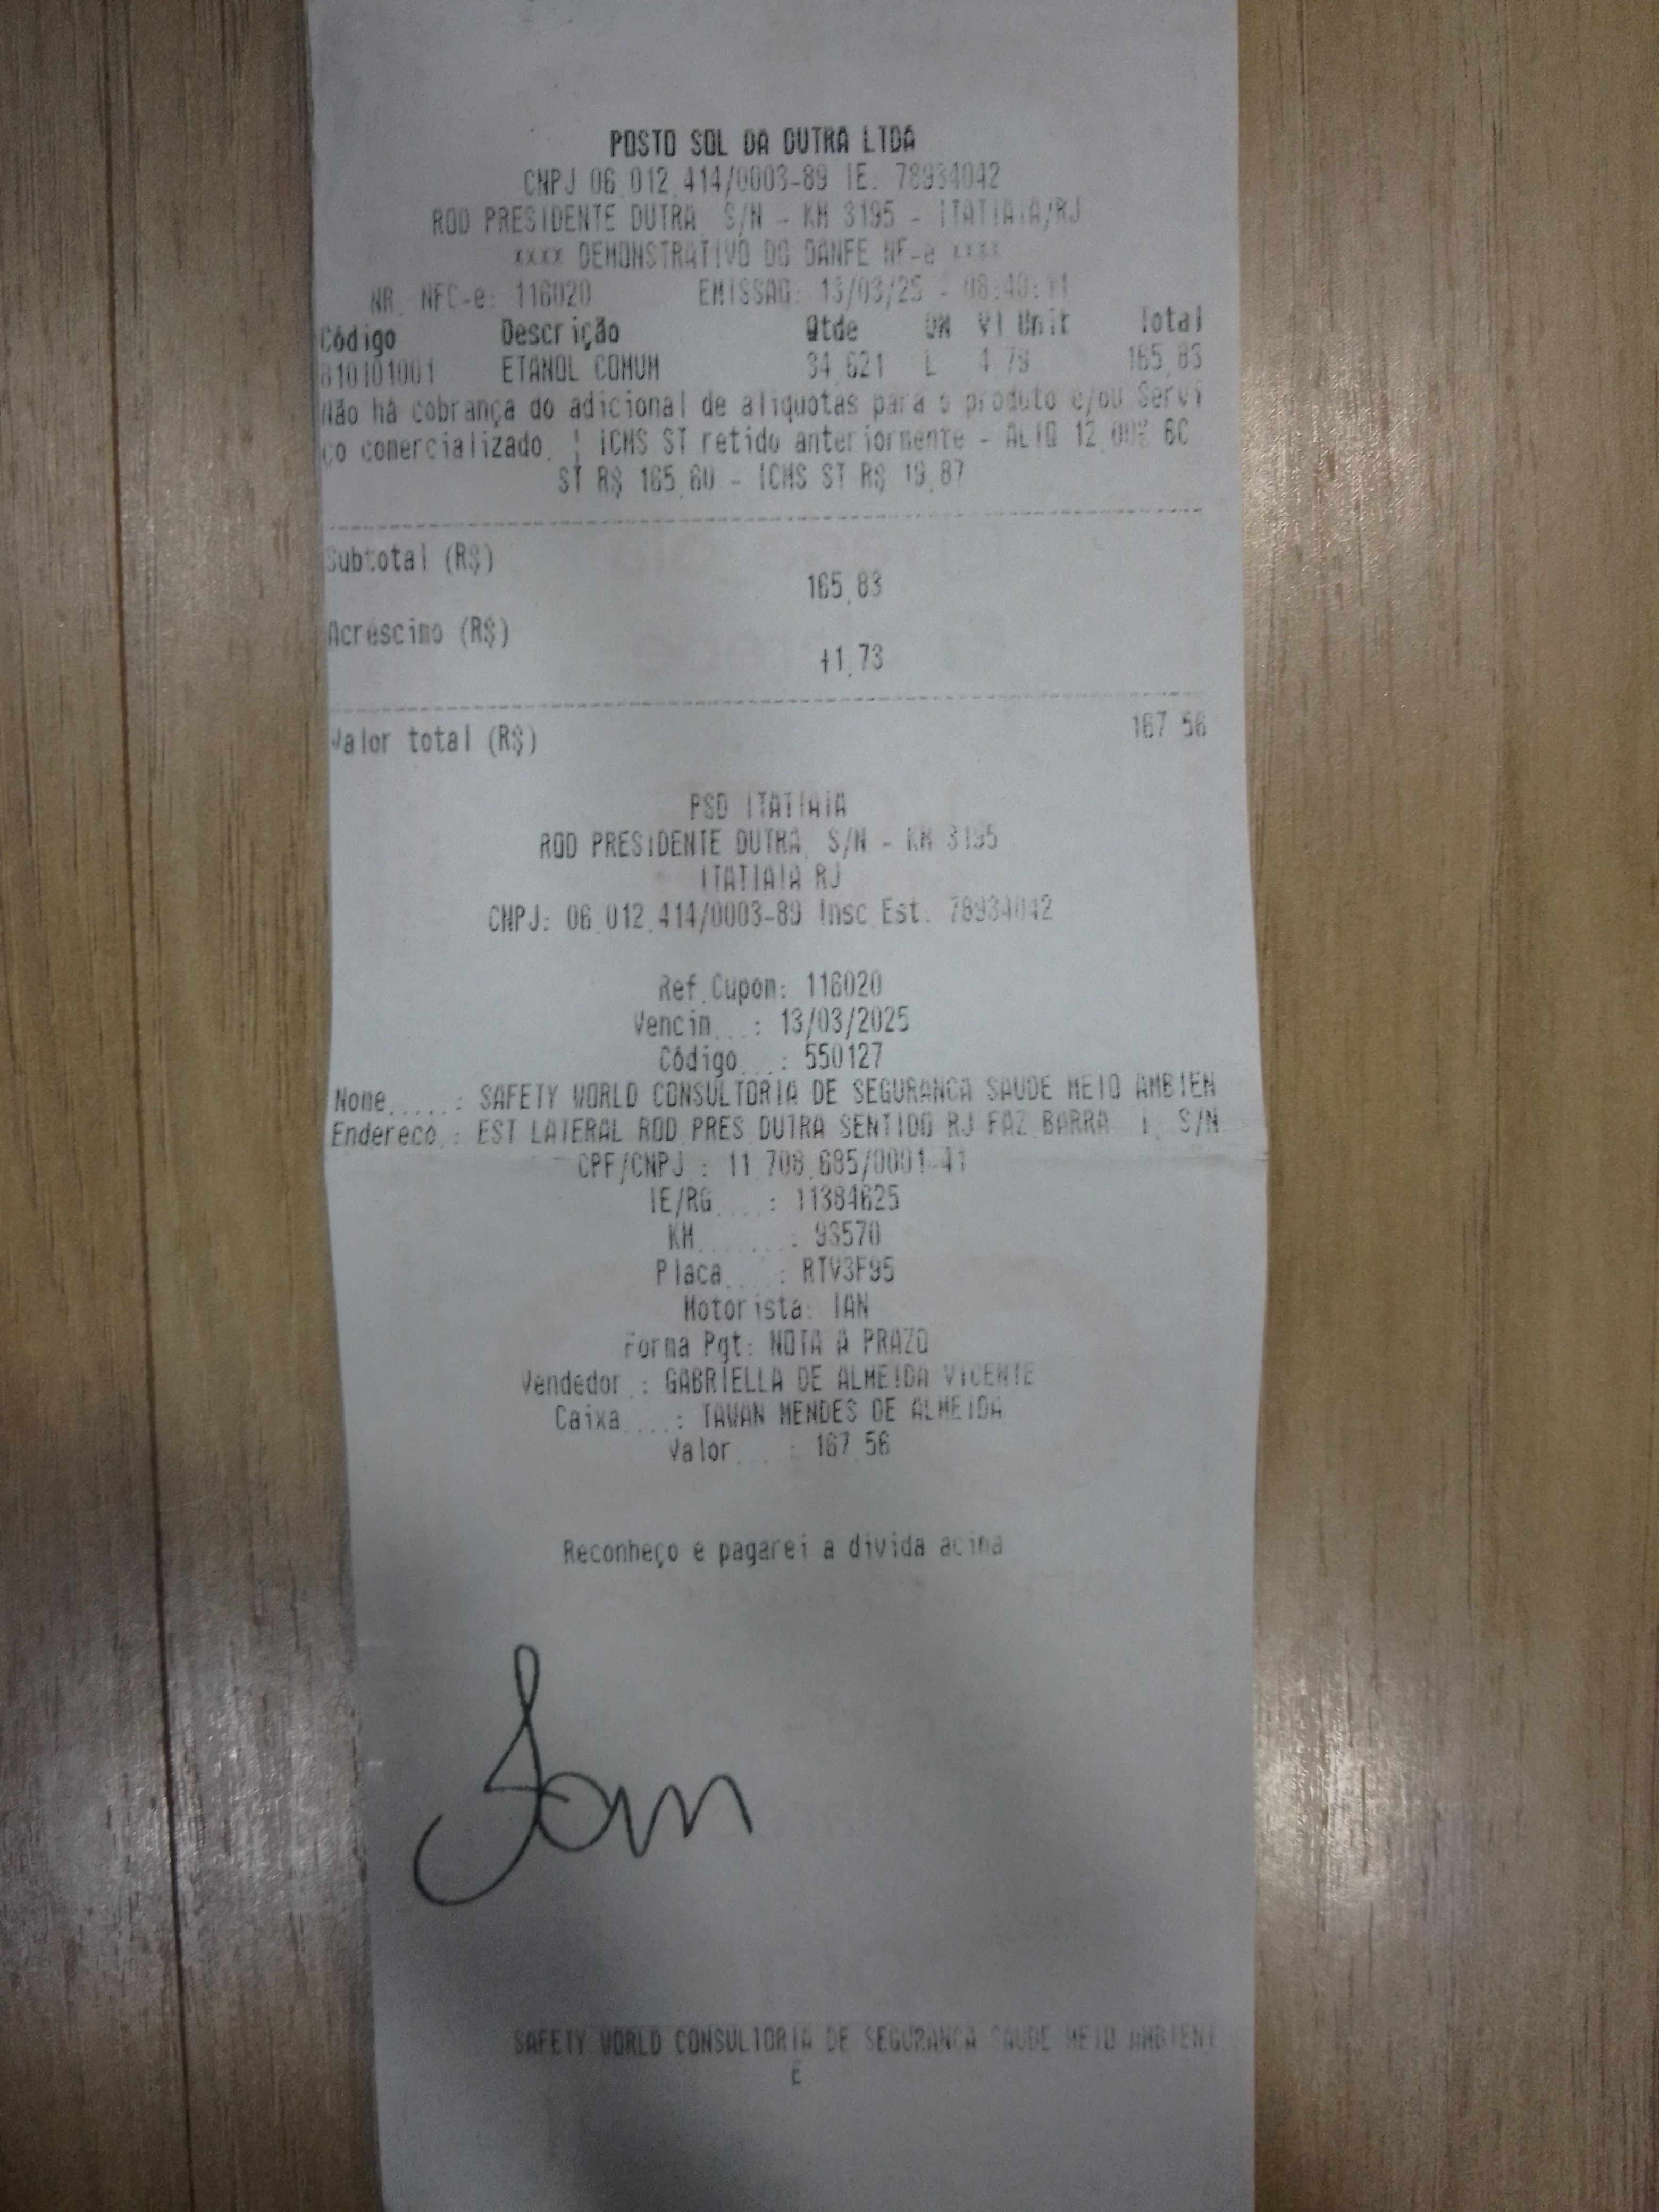 POSTO SOL DA DUTRA LTDA
CNPJ 06.012.414/0003-89 IE. 78934042
ROD PRESIDENTE DUTRA, S/N - KM 3195 - ITATIAIA/RJ
xxxx DEMONSTRATIVO DO DANFE NF-e xxxx
NR. NFC-e: 116020 EMISSAO: 13/03/25 - 08:40:11
Código Descrição Qtde UN Vl Unit Total
810101001 ETANOL COMUM 34,621 L 4,79 165,83
Não há cobrança do adicional de aliquotas para o produto e/ou Servi
ço comercializado. | ICMS ST retido anteriormente - ALIQ 12,00% BC
ST R$ 165,60 - ICMS ST R$ 19,87
Subtotal (R$)
165,83
Acréscimo (R$)
+1,73
Valor total (R$) 167,56
PSD ITATIAIA
ROD PRESIDENTE DUTRA, S/N - KM 3195
ITATIAIA RJ
CNPJ: 06.012.414/0003-89 Insc.Est. 78934042
Ref.Cupom: 116020
Vencim...: 13/03/2025
Código...: 550127
Nome.....: SAFETY WORLD CONSULTORIA DE SEGURANCA SAUDE MEIO AMBIEN
Endereco.: EST LATERAL ROD.PRES.DUTRA SENTIDO RJ FAZ.BARRA, 1, S/N
CPF/CNPJ : 11.708.685/0001-41
IE/RG....: 11384625
KM.......: 93570
Placa....: RTV3F95
Motorista: IAN
Forma Pgt: NOTA A PRAZO
Vendedor.: GABRIELLA DE ALMEIDA VICENTE
Caixa....: TAWAN MENDES DE ALMEIDA
Valor....: 167,56
Reconheço e pagarei a divida acima
Ian
SAFETY WORLD CONSULTORIA DE SEGURANCA SAUDE MEIO AMBIENT
E